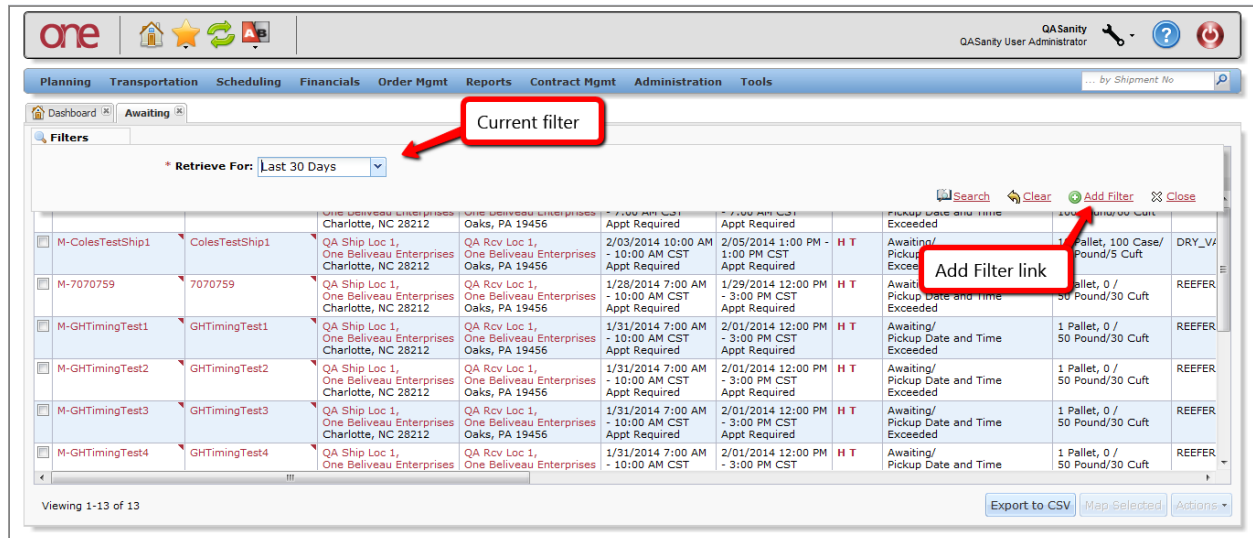 one
AB
QASanity
QASanity User Administrator
Planning Transportation Scheduling Financials Order Mgmt Reports Contract Mgmt Administration Tools
... by Shipment No
Dashboard Awaiting
Filters
Current filter
* Retrieve For: Last 30 Days
Search Clear Add Filter Close
One Beliveau Enterprises One Beliveau Enterprises - 7:00 AM CST - 7:00 AM CST Pickup Date and Time
Charlotte, NC 28212 Oaks, PA 19456 Appt Required Appt Required Exceeded
Add Filter link
M-ColesTestShip1 ColesTestShip1 QA Ship Loc 1, QA Rcv Loc 1, 2/03/2014 10:00 AM 2/05/2014 1:00 PM - H T Awaiting/ Pallet, 100 Case/ DRY_VA
One Beliveau Enterprises One Beliveau Enterprises - 10:00 AM CST 1:00 PM CST Pound/5 Cuft
Charlotte, NC 28212 Oaks, PA 19456 Appt Required Appt Required
M-7070759 7070759 QA Ship Loc 1, QA Rcv Loc 1, 1/28/2014 7:00 AM 1/29/2014 12:00 PM H T Pallet, 0 / REEFER
One Beliveau Enterprises One Beliveau Enterprises - 10:00 AM CST - 3:00 PM CST Pickup Date and Time 50 Pound/30 Cuft
Charlotte, NC 28212 Oaks, PA 19456 Appt Required Appt Required Exceeded
M-GHTimingTest1 GHTimingTest1 QA Ship Loc 1, QA Rcv Loc 1, 1/31/2014 7:00 AM 2/01/2014 12:00 PM H T Awaiting/ 1 Pallet, 0 / REEFER
One Beliveau Enterprises One Beliveau Enterprises - 10:00 AM CST - 3:00 PM CST Pickup Date and Time 50 Pound/30 Cuft
Charlotte, NC 28212 Oaks, PA 19456 Appt Required Appt Required Exceeded
M-GHTimingTest2 GHTimingTest2 QA Ship Loc 1, QA Rcv Loc 1, 1/31/2014 7:00 AM 2/01/2014 12:00 PM H T Awaiting/ 1 Pallet, 0 / REEFER
One Beliveau Enterprises One Beliveau Enterprises - 10:00 AM CST - 3:00 PM CST Pickup Date and Time 50 Pound/30 Cuft
Charlotte, NC 28212 Oaks, PA 19456 Appt Required Appt Required Exceeded
M-GHTimingTest3 GHTimingTest3 QA Ship Loc 1, QA Rcv Loc 1, 1/31/2014 7:00 AM 2/01/2014 12:00 PM H T Awaiting/ 1 Pallet, 0 / REEFER
One Beliveau Enterprises One Beliveau Enterprises - 10:00 AM CST - 3:00 PM CST Pickup Date and Time 50 Pound/30 Cuft
Charlotte, NC 28212 Oaks, PA 19456 Appt Required Appt Required Exceeded
M-GHTimingTest4 GHTimingTest4 QA Ship Loc 1, QA Rcv Loc 1, 1/31/2014 7:00 AM 2/01/2014 12:00 PM H T Awaiting/ 1 Pallet, 0 / REEFER
One Beliveau Enterprises One Beliveau Enterprises - 10:00 AM CST - 3:00 PM CST Pickup Date and Time 50 Pound/30 Cuft
Viewing 1-13 of 13
Export to CSV Map Selected Actions